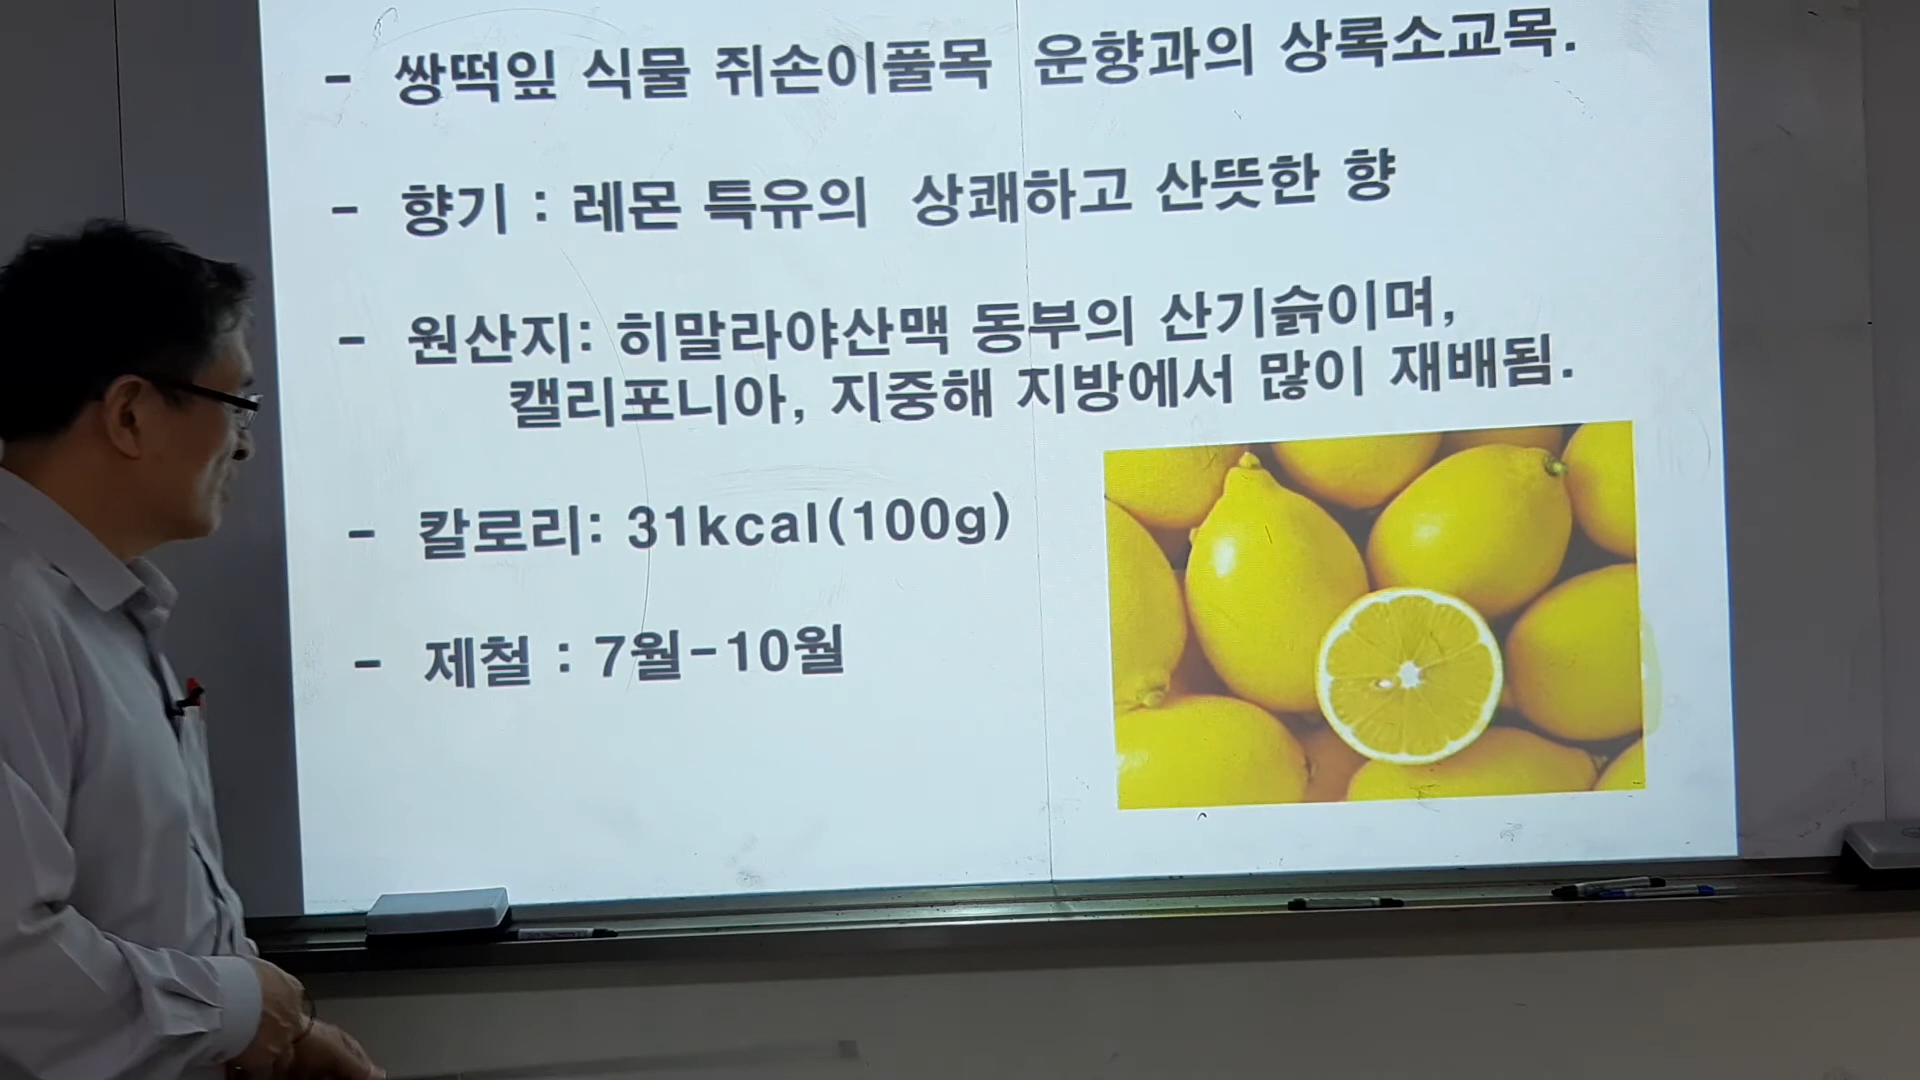 - 쌍떡잎 식물 쥐손이풀목 운향과의 상록소교목.
- 향기 : 레몬 특유의 상쾌하고 산뜻한 향
- 원산지: 히말라야산맥 동부의 산기슭이며,
캘리포니아, 지중해 지방에서 많이 재배됨.
- 칼로리: 31kcal(100g)
- 제철 : 7월-10월